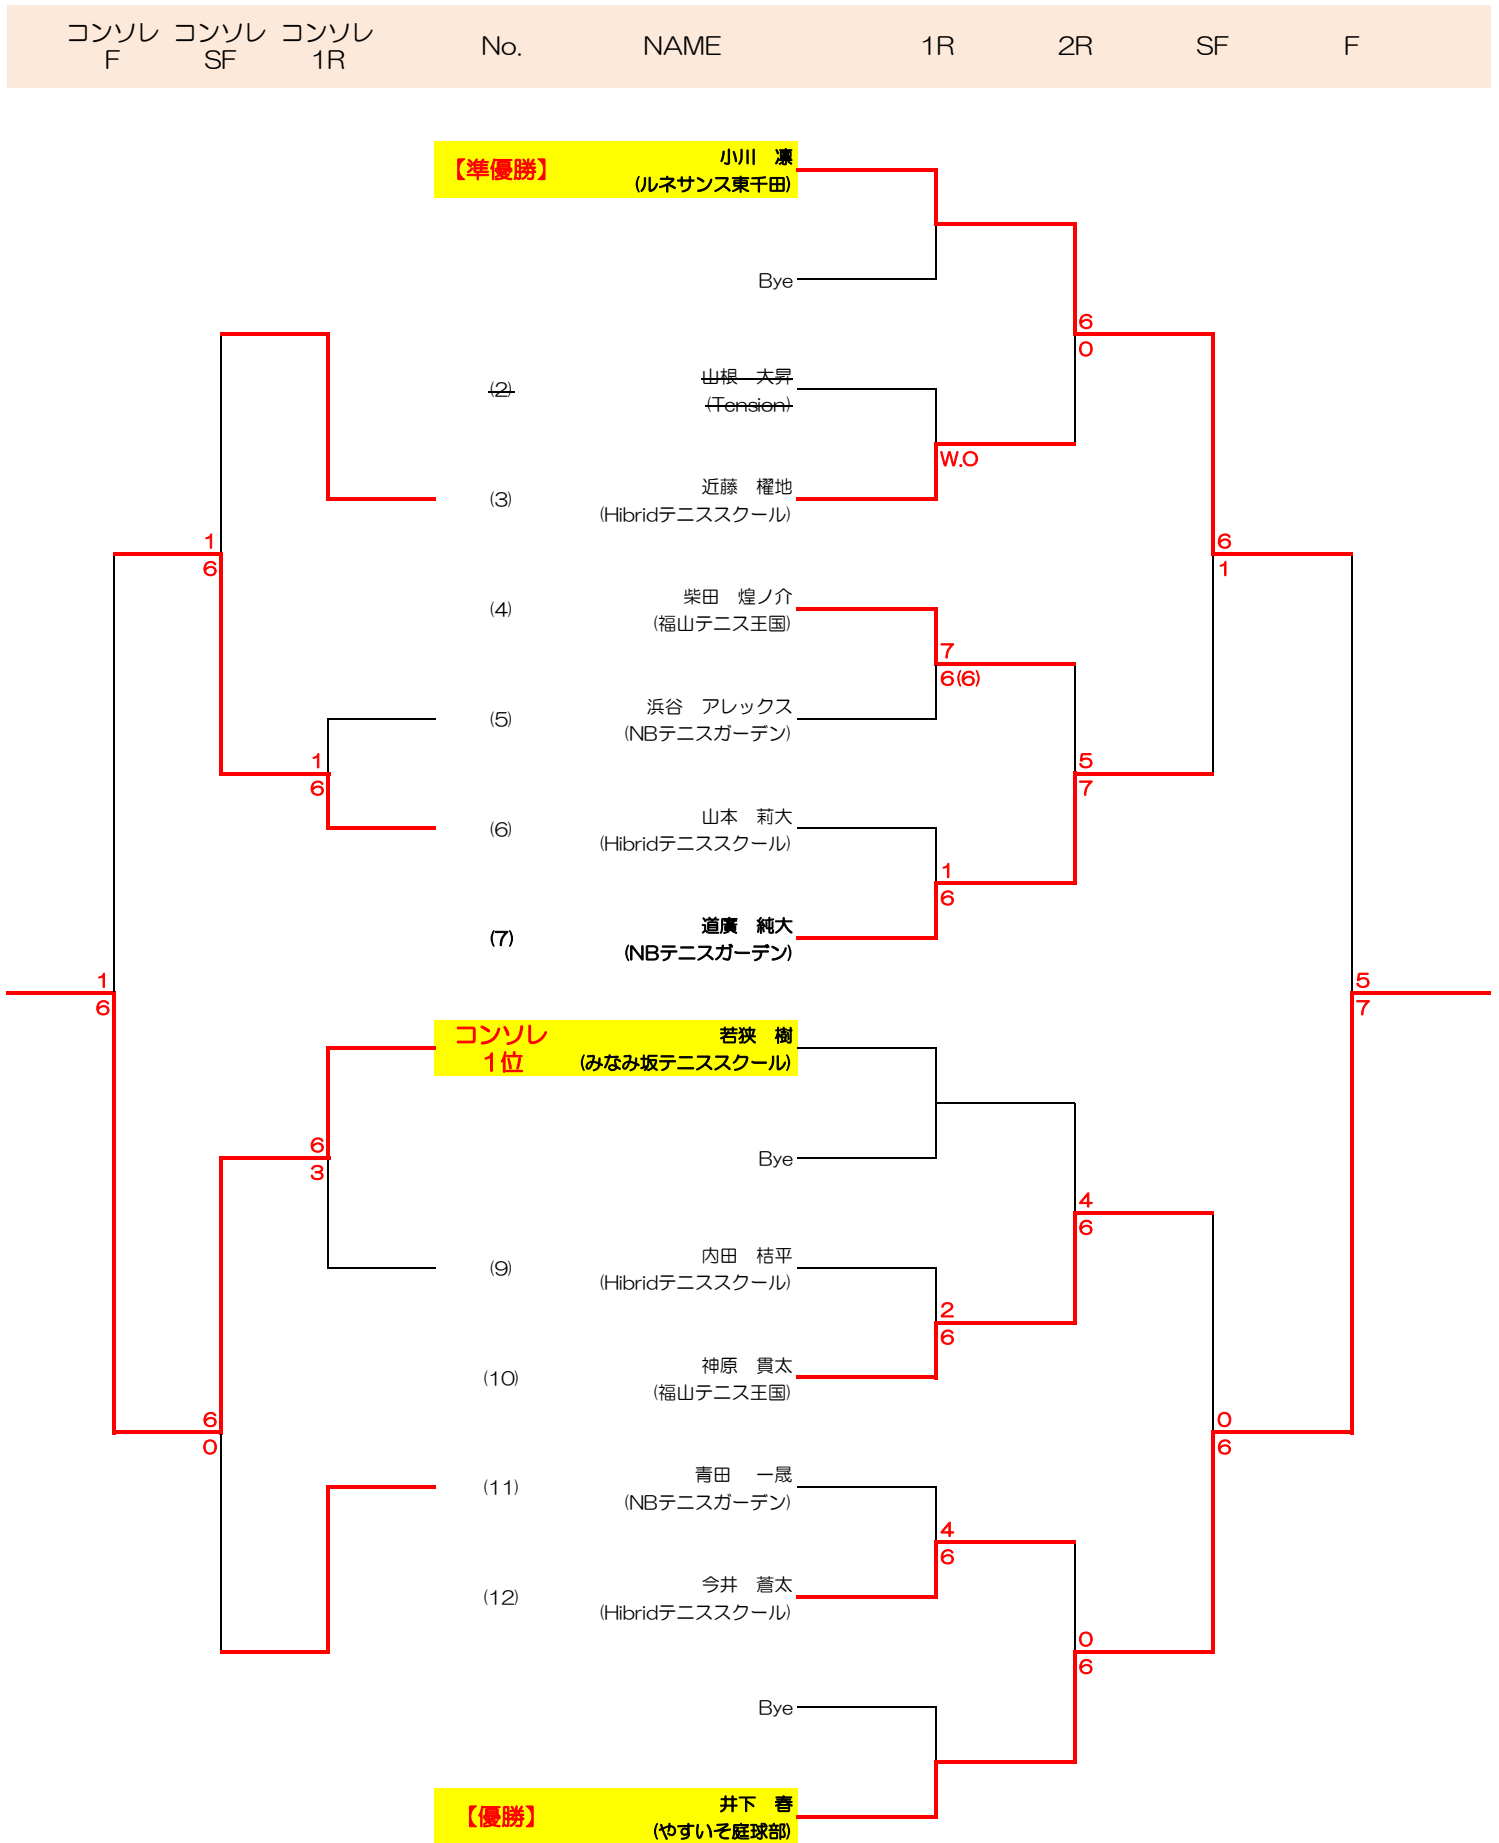 コンソレ コンソレ コンソレ
F SF 1R No. NAME 1R 2R SF F
【準優勝】 小川　凛
(ルネサンス東千田)
Bye
6
0
(2) 山根　大昇
(Tension)
W.O
(3) 近藤　櫂地
(Hibridテニススクール)
1 6
6 1
(4) 柴田　煌ノ介
(福山テニス王国)
7
6(6)
(5) 浜谷　アレックス
(NBテニスガーデン)
1 5
6 7
(6) 山本　莉大
(Hibridテニススクール)
1
6
(7) 道廣　純大
(NBテニスガーデン)
1 5
6 7
コンソレ 若狭　樹
1位 (みなみ坂テニススクール)
6
3
Bye
4
6
(9) 内田　桔平
(Hibridテニススクール)
2
6
(10) 神原　貫太
(福山テニス王国)
6 0
0 6
(11) 青田　一晟
(NBテニスガーデン)
4
6
(12) 今井　蒼太
(Hibridテニススクール)
0
6
Bye
【優勝】 井下　春
(やすいそ庭球部)